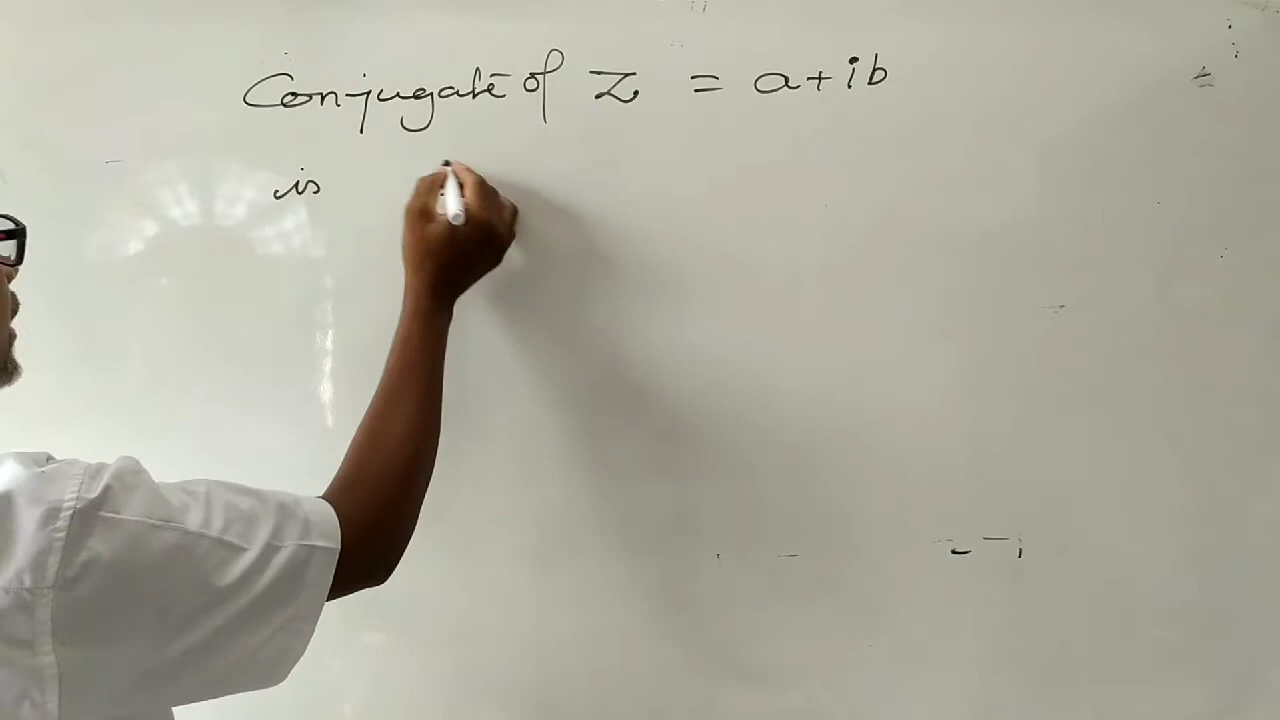 Conjugate of z = a+ib
is